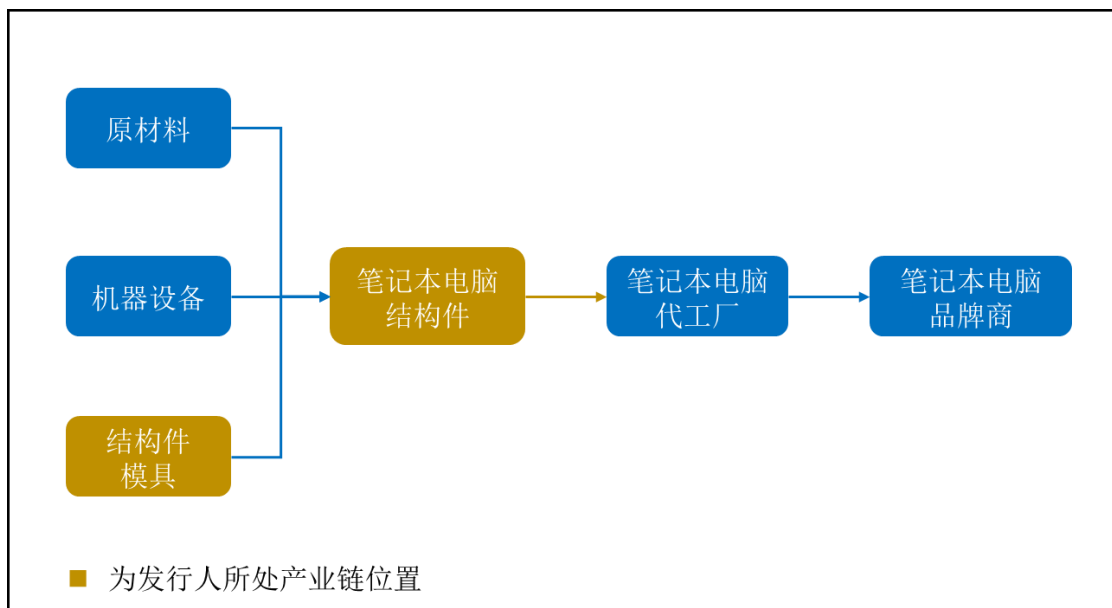 原材料
机器设备
结构件
模具
笔记本电脑
结构件
笔记本电脑
代工厂
笔记本电脑
品牌商
为发行人所处产业链位置